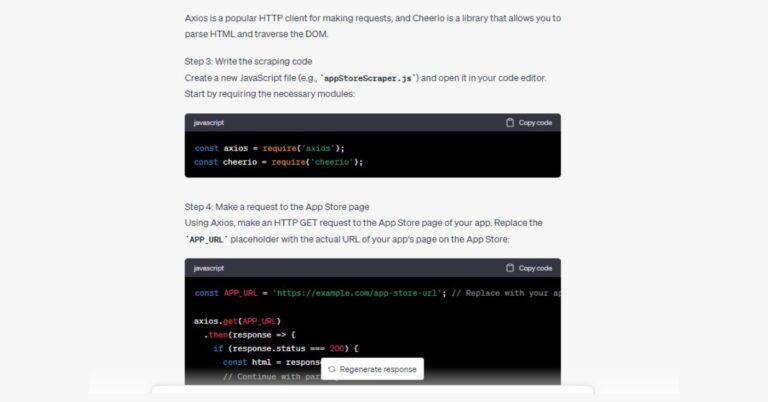 Axios is a popular HTTP client for making requests, and Cheerio is a library that allows you to
parse HTML and traverse the DOM.
Step 3: Write the scraping code
Create a new JavaScript file (e.g., `appStoreScraper.js`) and open it in your code editor.
Start by requiring the necessary modules:
javascript
Copy code
const axios = require('axios');
const cheerio = require('cheerio');
Step 4: Make a request to the App Store page
Using Axios, make an HTTP GET request to the App Store page of your app. Replace the
`APP_URL` placeholder with the actual URL of your app's page on the App Store:
javascript
Copy code
const APP_URL = 'https://example.com/app-store-url'; // Replace with your ap
axios.get(APP_URL)
.then(response => {
if (response.status === 200) {
const html = respons
// Continue with par
Regenerate response